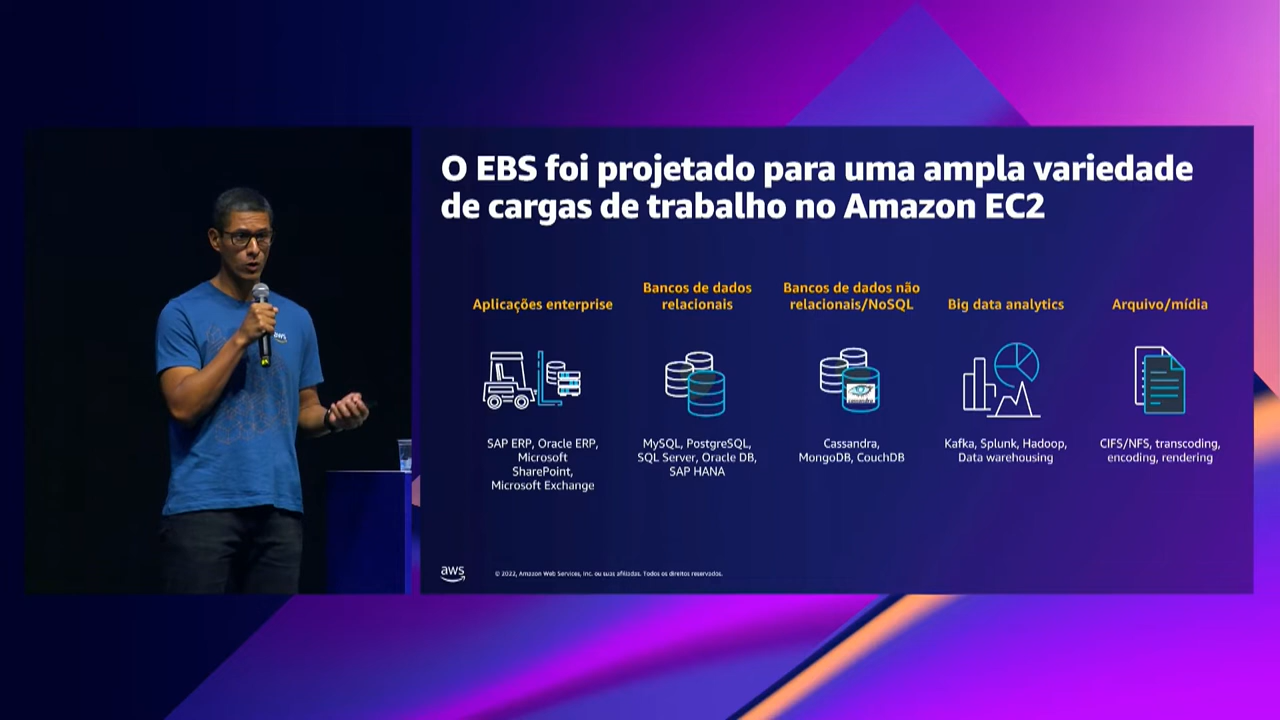 O EBS foi projetado para uma ampla variedade
de cargas de trabalho no Amazon EC2
Aplicações enterprise
SAP ERP, Oracle ERP,
Microsoft
SharePoint,
Microsoft Exchange
Bancos de dados
relacionais
MySQL, PostgreSQL,
SQL Server, Oracle DB,
SAP HANA
Bancos de dados não
relacionais/NoSQL
cassandra
Cassandra,
MongoDB, CouchDB
Big data analytics
Kafka, Splunk, Hadoop,
Data warehousing
Arquivo/mídia
CIFS/NFS, transcoding,
encoding, rendering
aws
© 2022, Amazon Web Services, Inc. ou suas afiliadas. Todos os direitos reservados.
aws